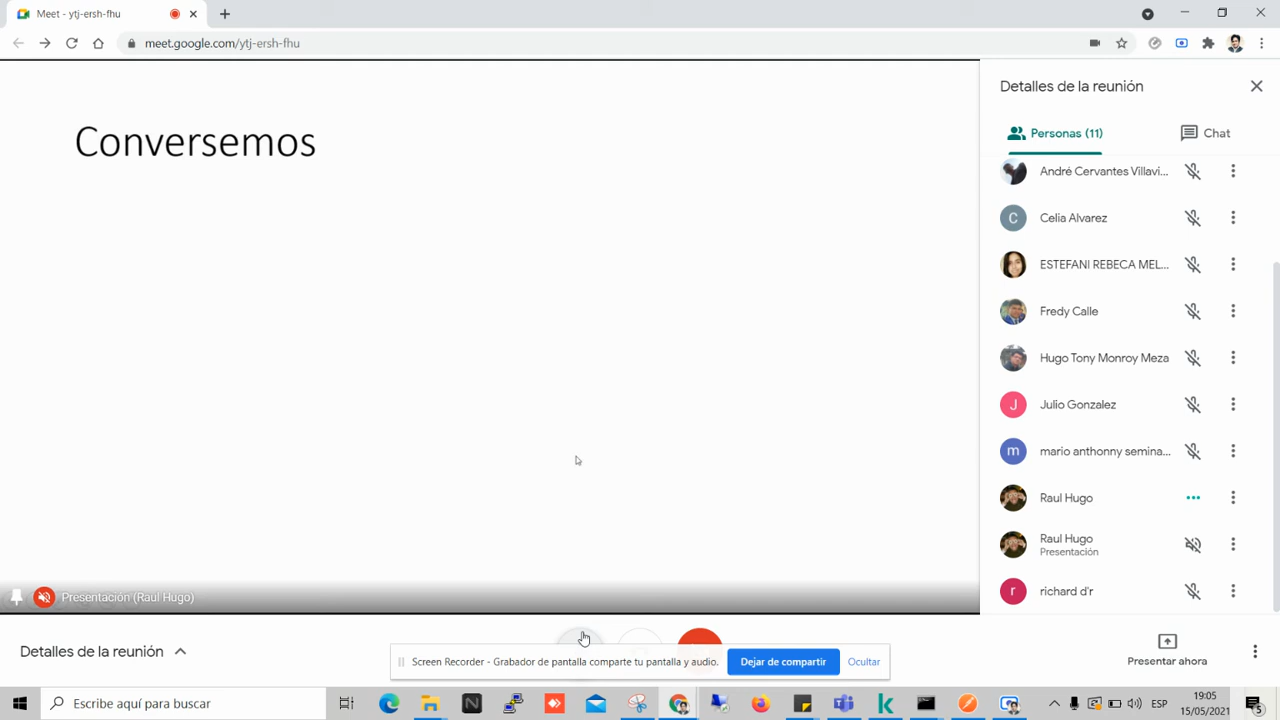 Meet - ytj-ersh-fhu
meet.google.com/ytj-ersh-fhu
Conversemos
Detalles de la reunión
Personas (11)
Chat
André Cervantes Villavi...
C
Celia Alvarez
ESTEFANI REBECA MEL...
Fredy Calle
Hugo Tony Monroy Meza
J
Julio Gonzalez
m
mario anthonny semina...
Raul Hugo
Raul Hugo
Presentación
r
richard d'r
Presentación (Raul Hugo)
Detalles de la reunión
Screen Recorder - Grabador de pantalla comparte tu pantalla y audio.
Dejar de compartir
Ocultar
Presentar ahora
Escribe aquí para buscar
ESP
19:05
15/05/2021
5